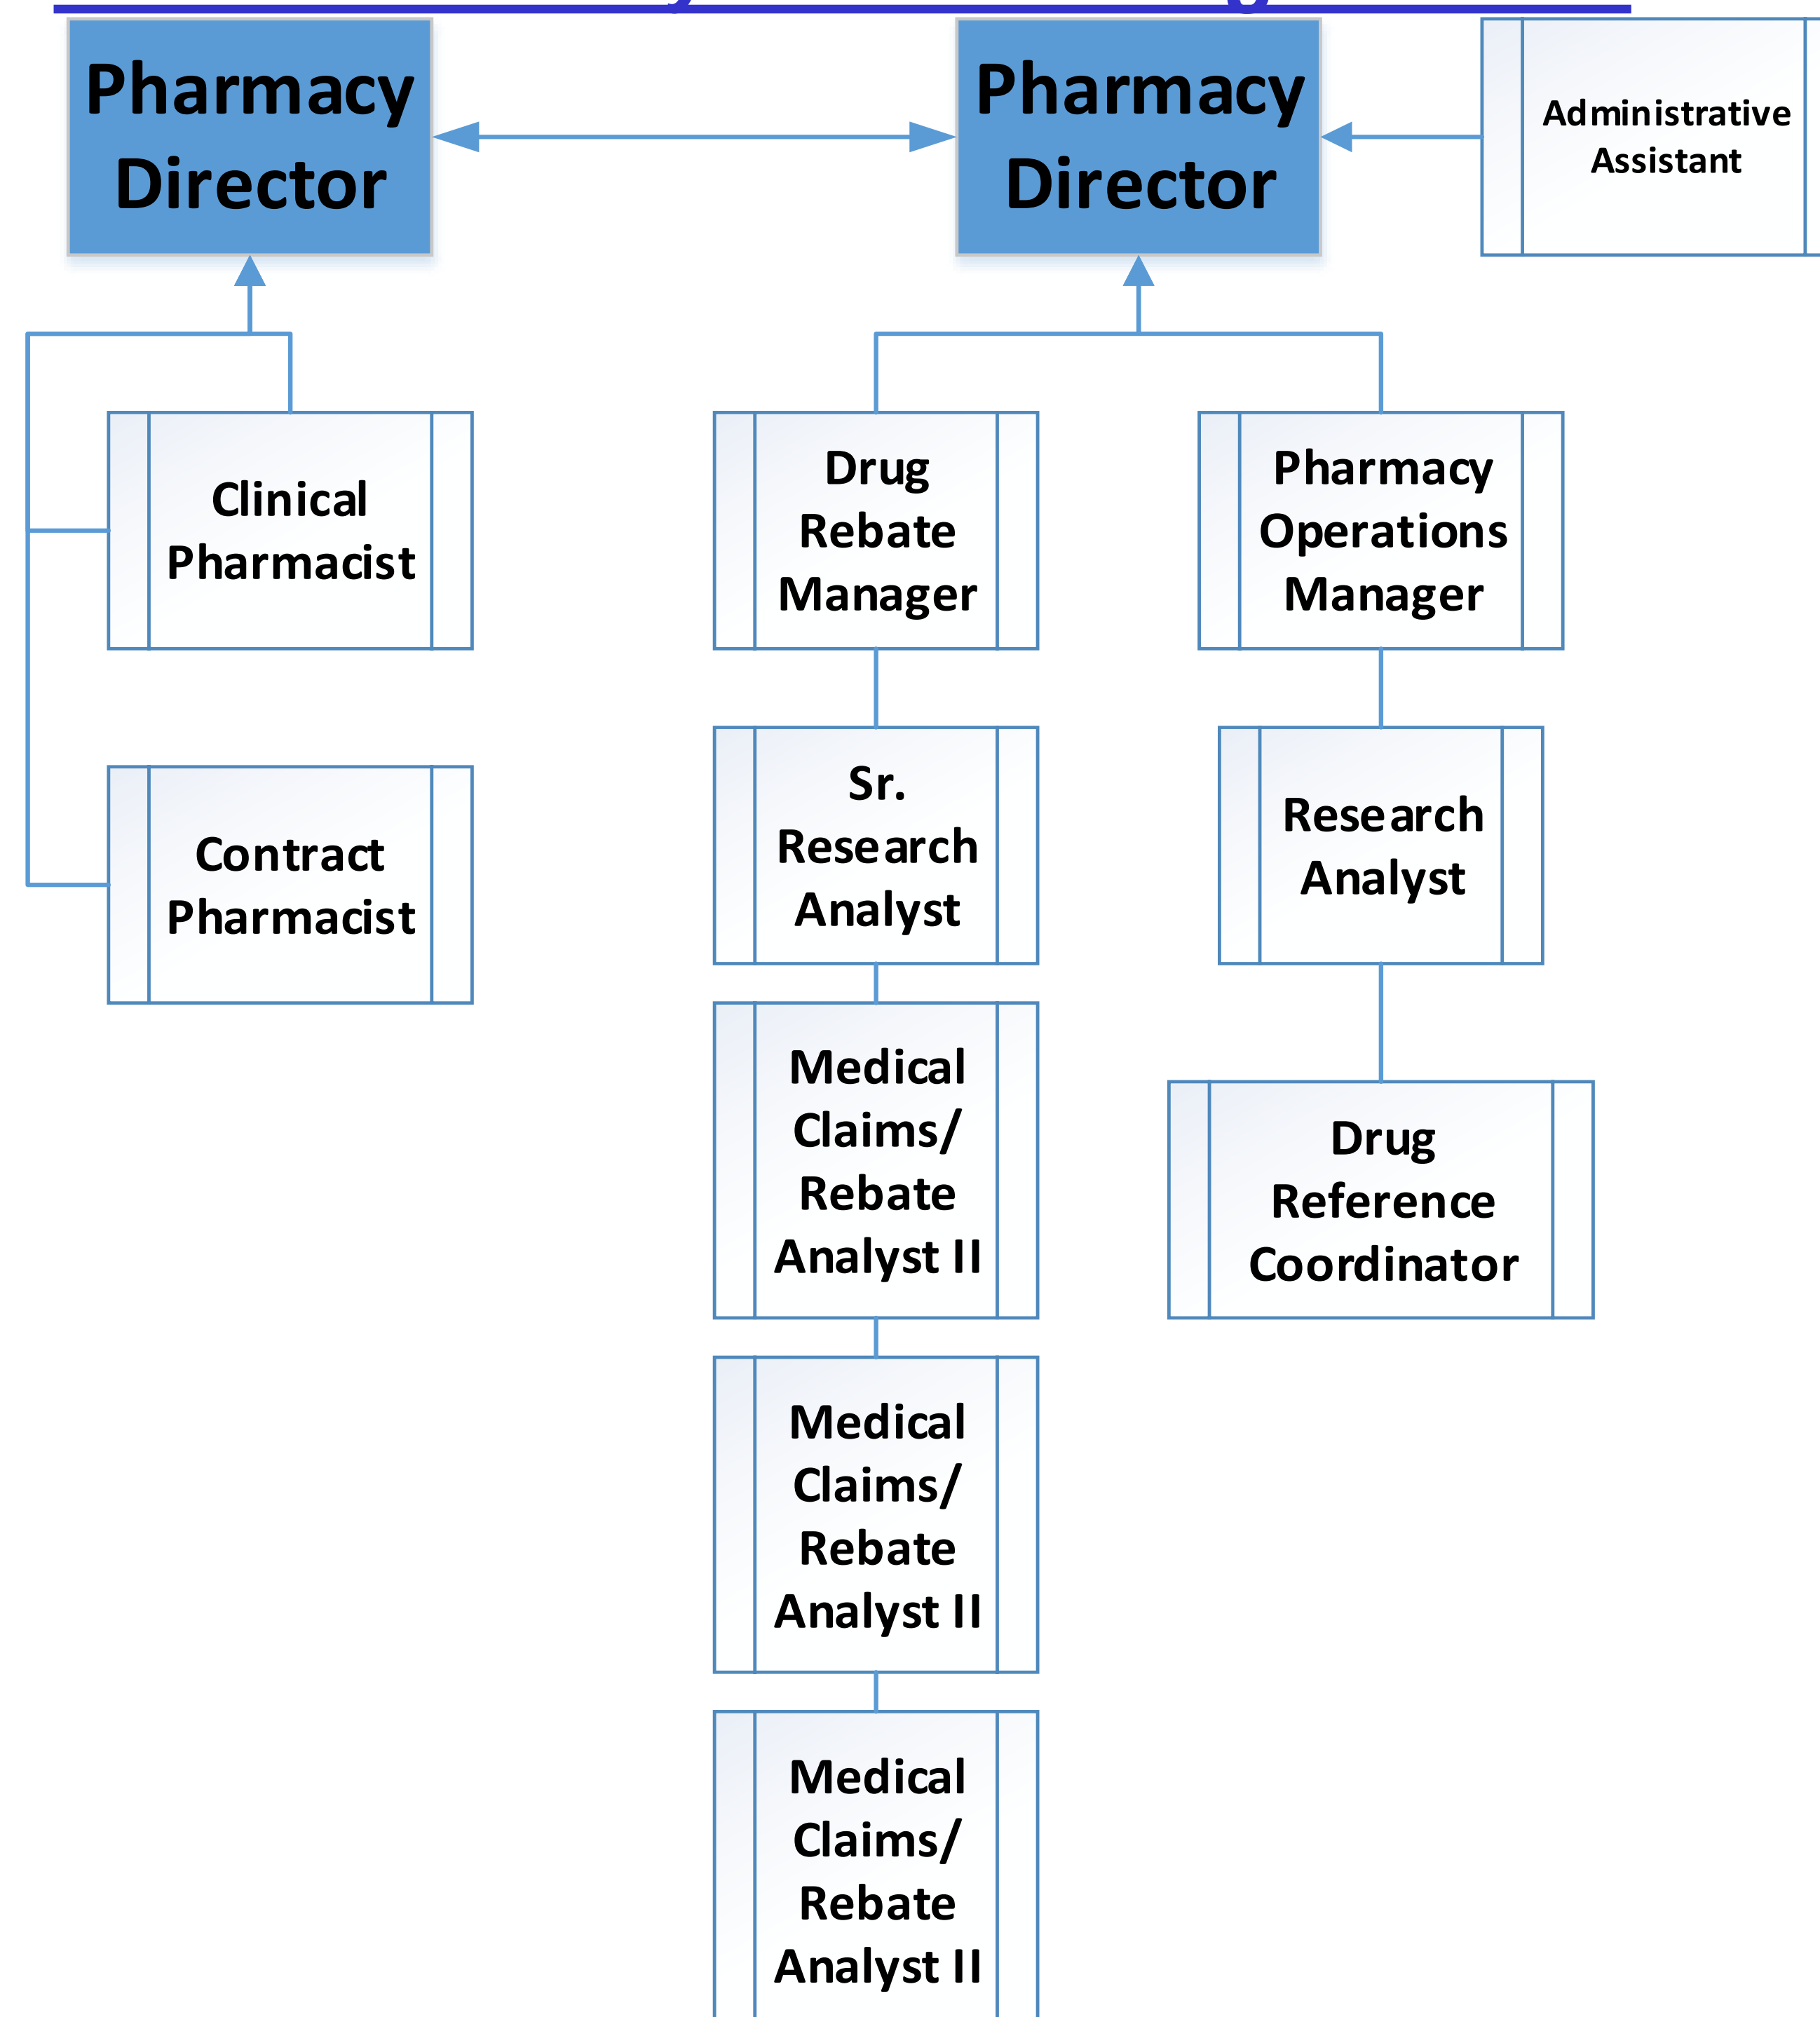 Pharmacy
Director
Pharmacy
Director
Administrative
Assistant
Clinical
Pharmacist
Contract
Pharmacist
Drug
Rebate
Manager
Sr.
Research
Analyst
Medical
Claims/
Rebate
Analyst II
Medical
Claims/
Rebate
Analyst II
Medical
Claims/
Rebate
Analyst II
Pharmacy
Operations
Manager
Research
Analyst
Drug
Reference
Coordinator